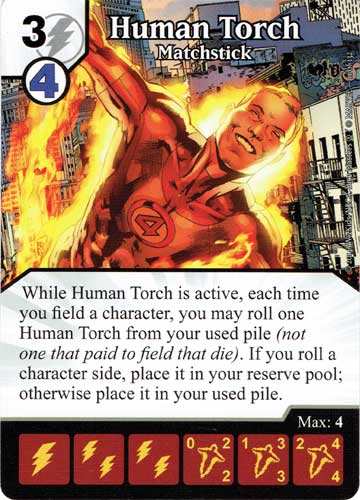 3
Human Torch
Matchstick
4
4
While Human Torch is active, each time
you field a character, you may roll one
Human Torch from your used pile (not
one that paid to field that die). If you roll a
character side, place it in your reserve pool;
otherwise place it in your used pile.
Max: 4
0 2 1 3 2 4
2 3 4